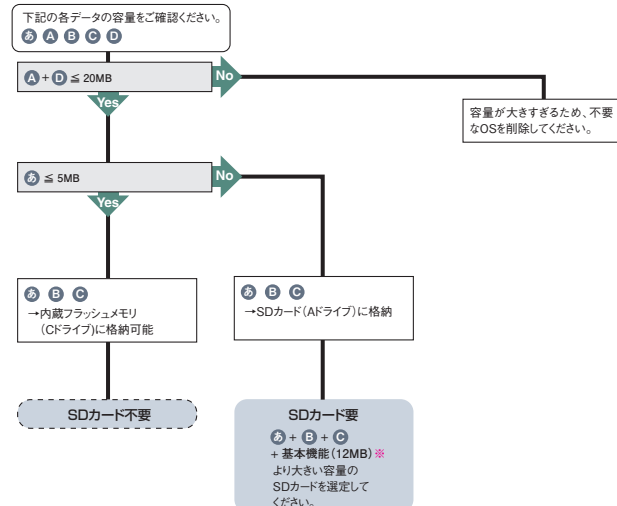 下記の各データの容量をご確認ください。
あ A B C D
A + D ≦ 20MB
No
Yes
容量が大きすぎるため、不要
なOSを削除してください。
あ ≦ 5MB
No
Yes
あ B C
→内蔵フラッシュメモリ
(Cドライブ)に格納可能
あ B C
→SDカード(Aドライブ)に格納
SDカード不要
SDカード要
あ + B + C
+ 基本機能(12MB)※
より大きい容量の
SDカードを選定して
ください。